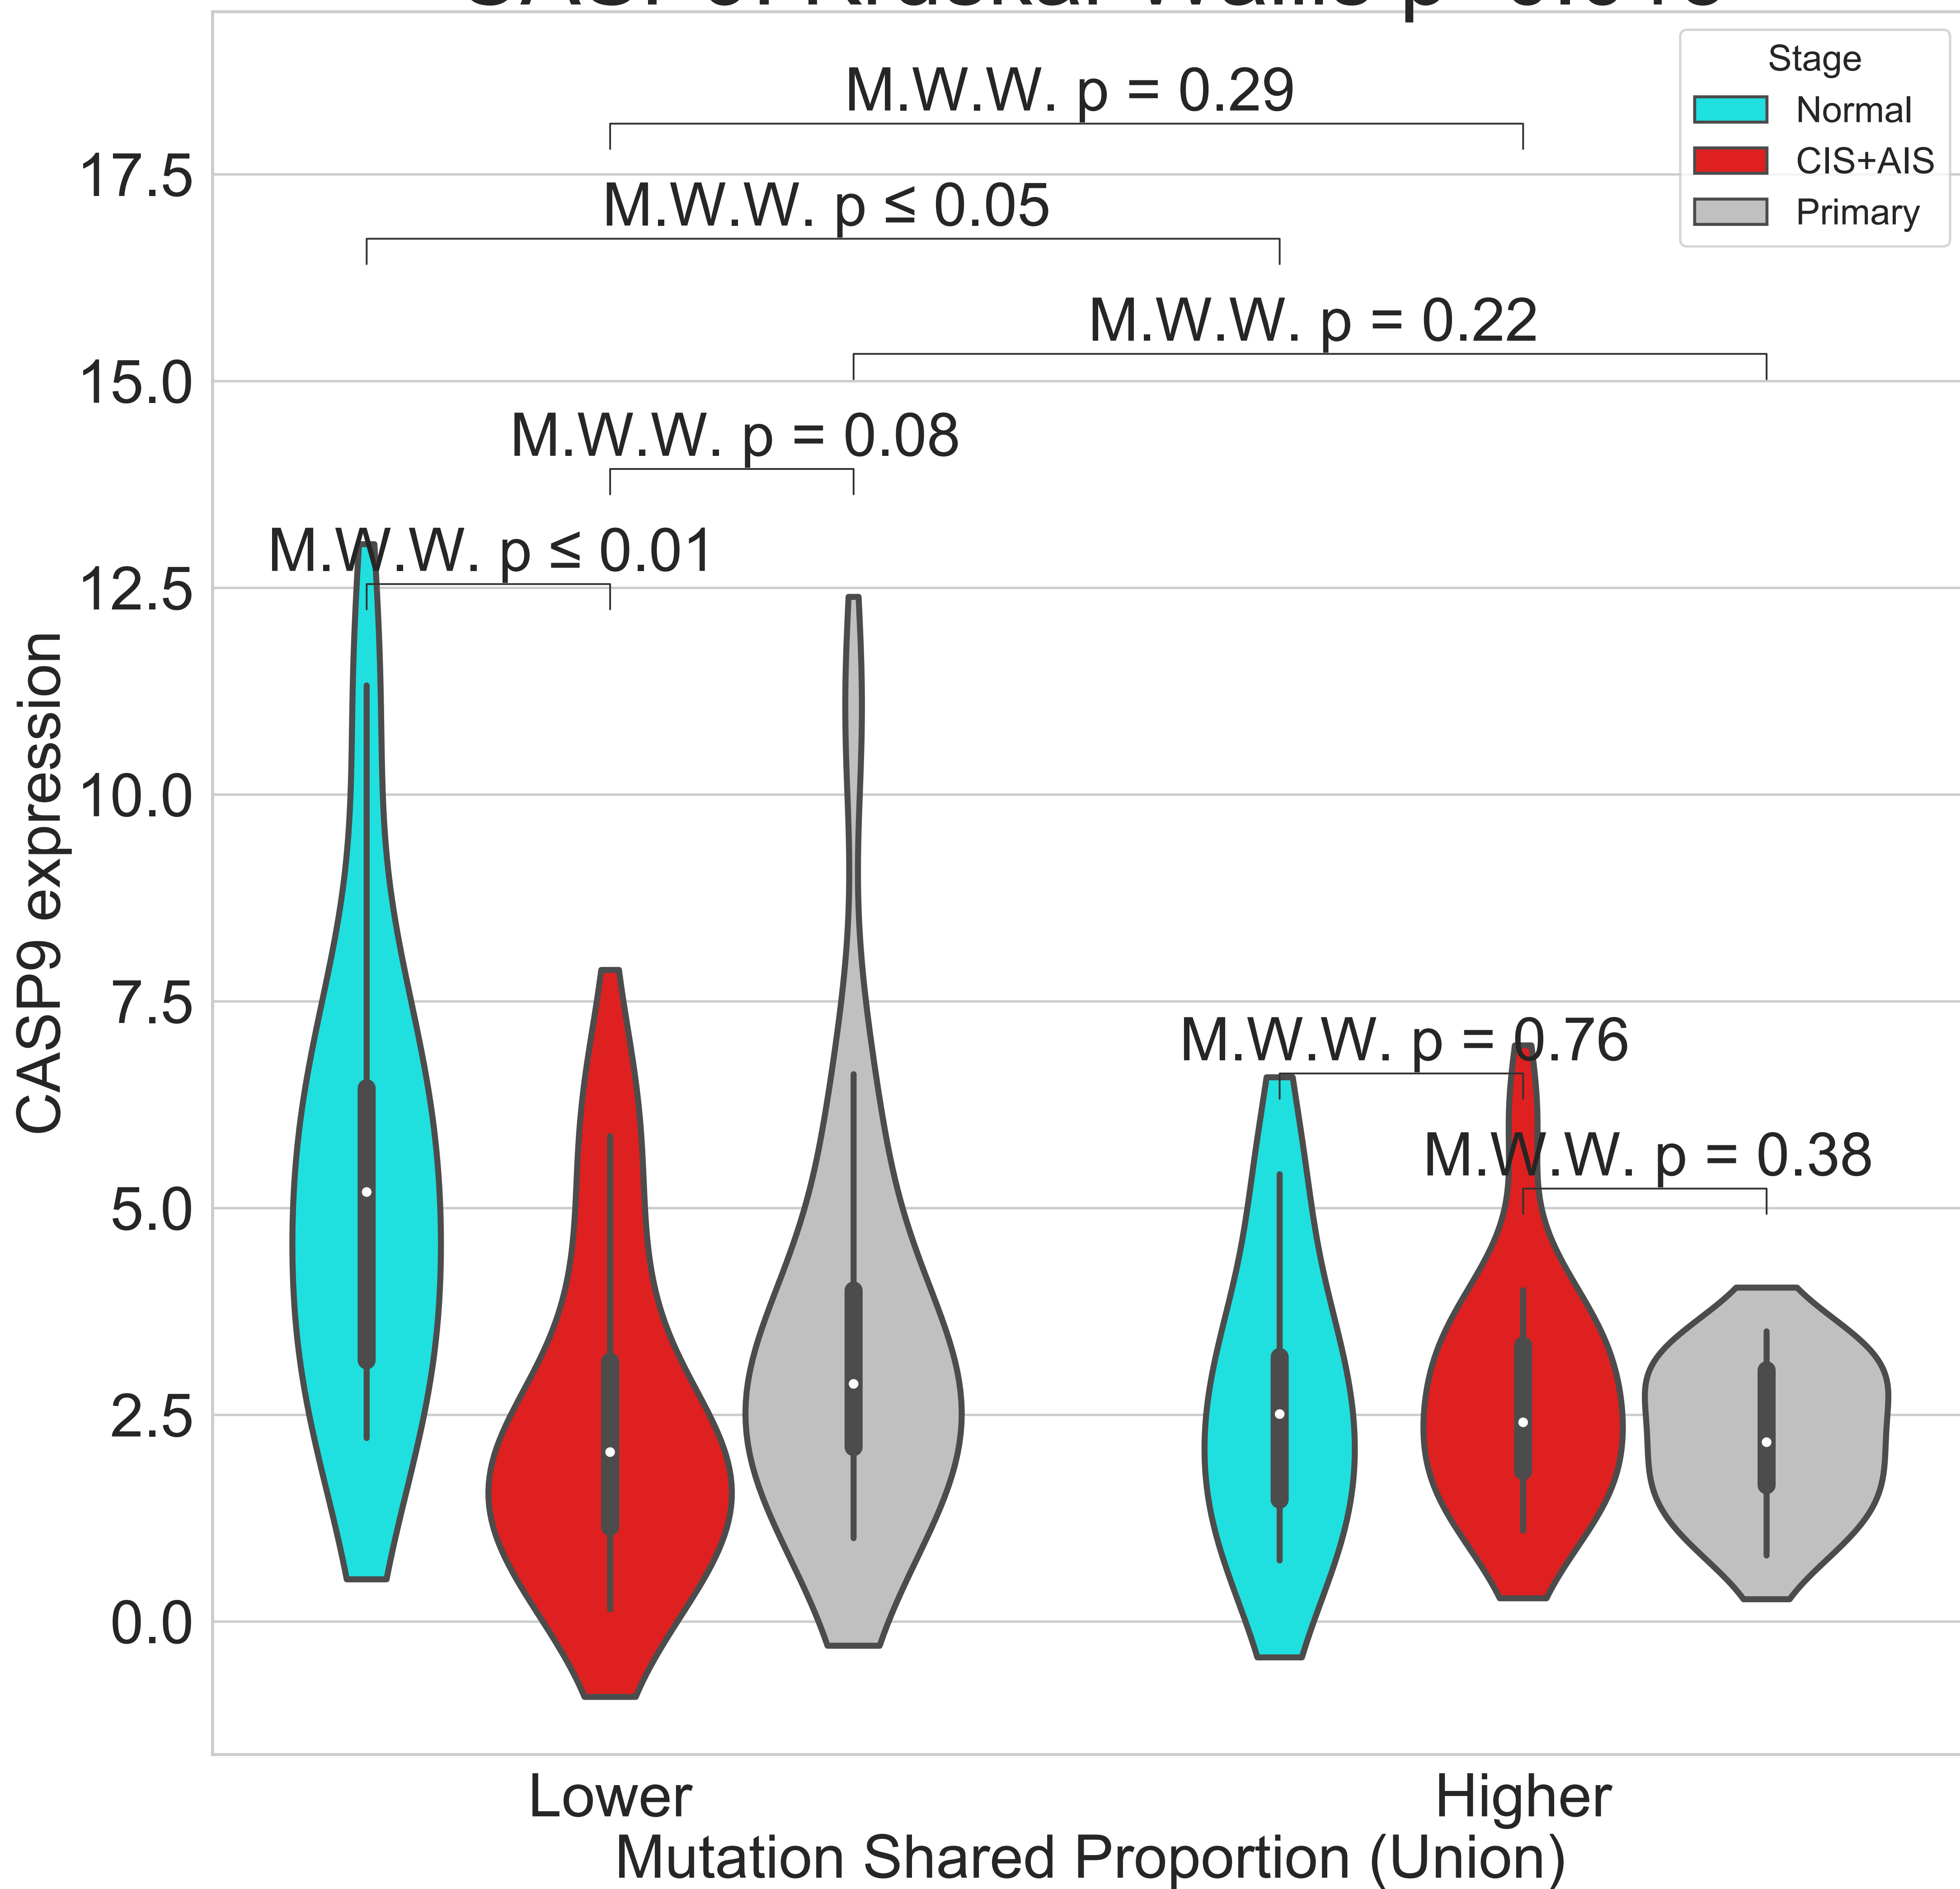 M.W.W. p = 0.29
Stage
Normal
CIS+AIS
Primary
17.5
M.W.W. p ≤ 0.05
M.W.W. p = 0.22
15.0
M.W.W. p = 0.08
M.W.W. p ≤ 0.01
12.5
CASP9 expression
10.0
7.5
M.W.W. p = 0.76
M.W.W. p = 0.38
5.0
2.5
0.0
Lower
Higher
Mutation Shared Proportion (Union)